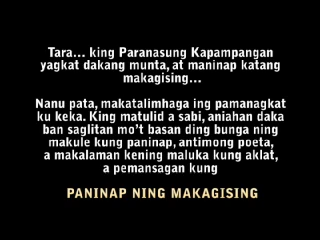 Tara... king Paranasung Kapampangan
yagkat dakang munta, at maninap katang
makagising...
Nanu pata, makatalimhaga ing pamanagkat
ku keka. King matulid a sabi, aniahan daka
ban saglitan mo't basan ding bunga ning
makule kung paninap, antimong poeta,
a makalaman kening maluka kung aklat,
a pemansagan kung
PANINAP NING MAKAGISING